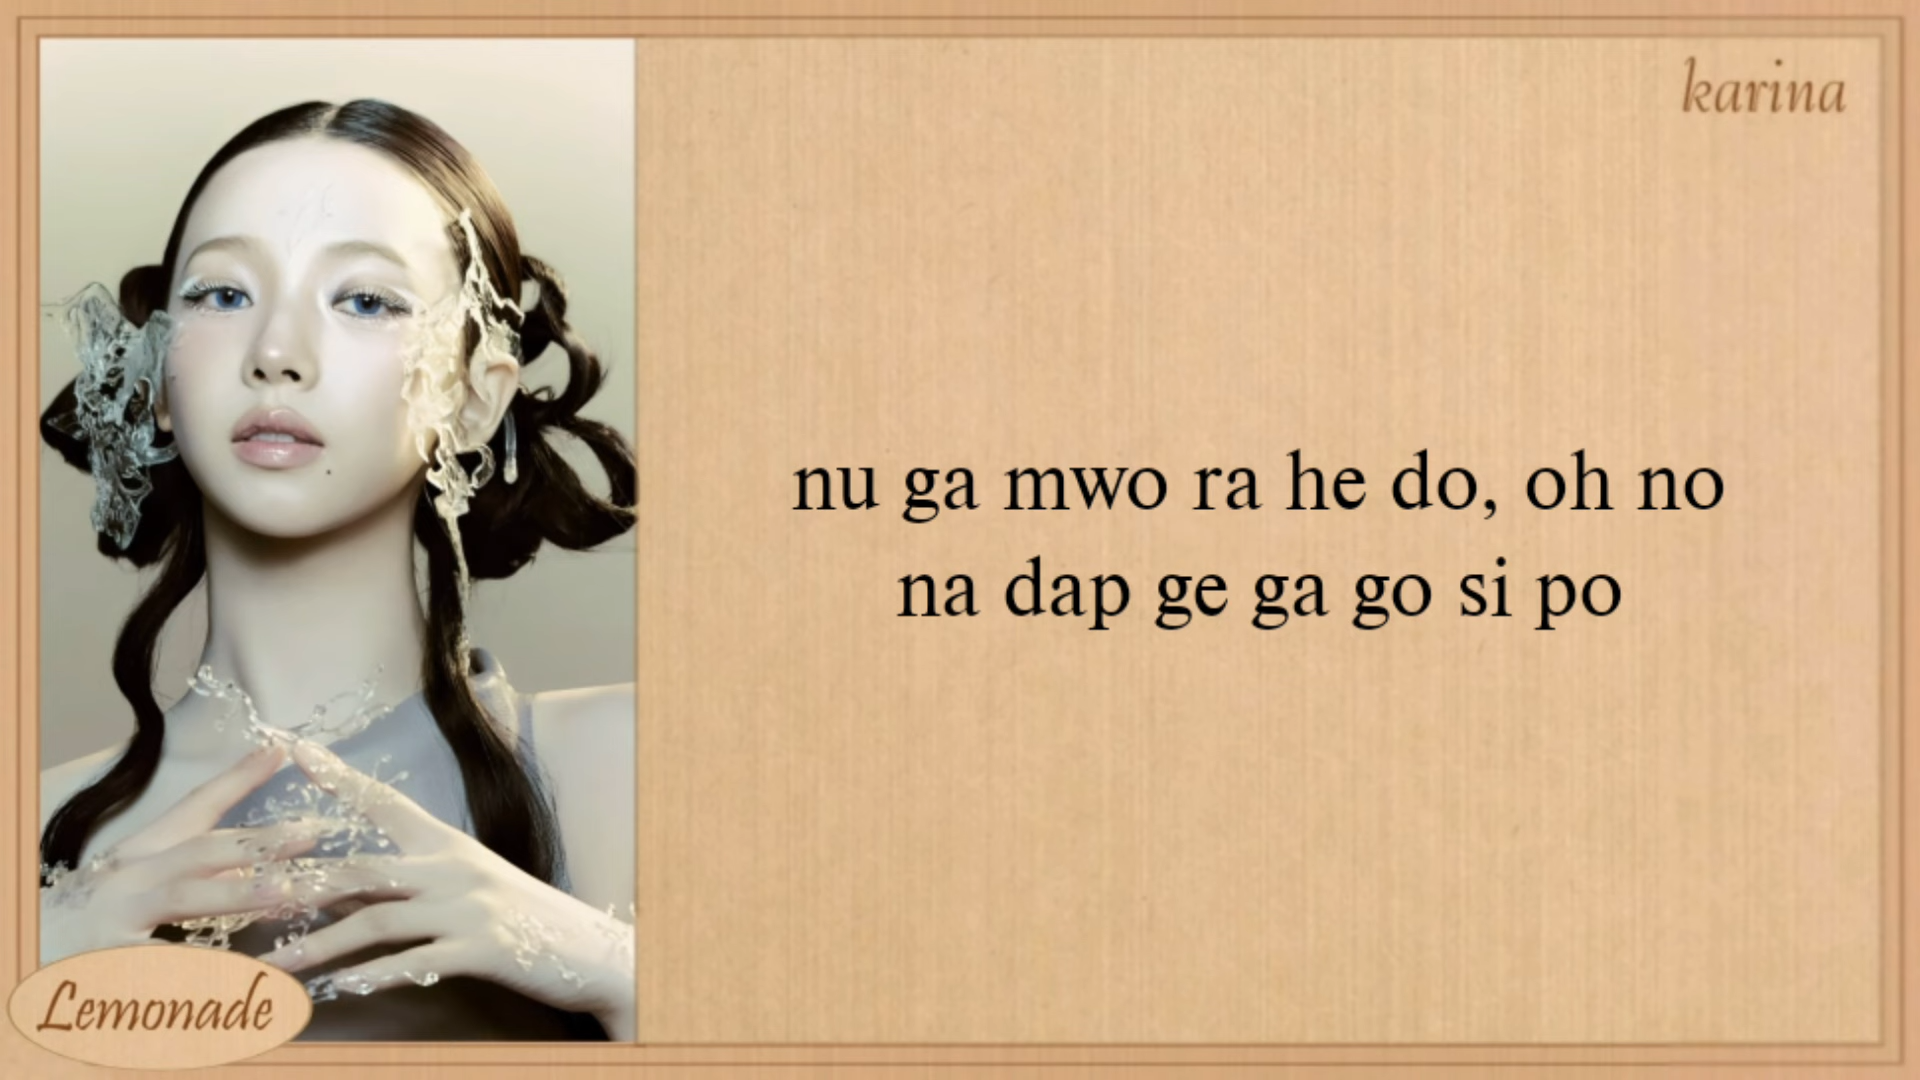 karina
nu ga mwo ra he do, oh no
na dap ge ga go si po
Lemonade